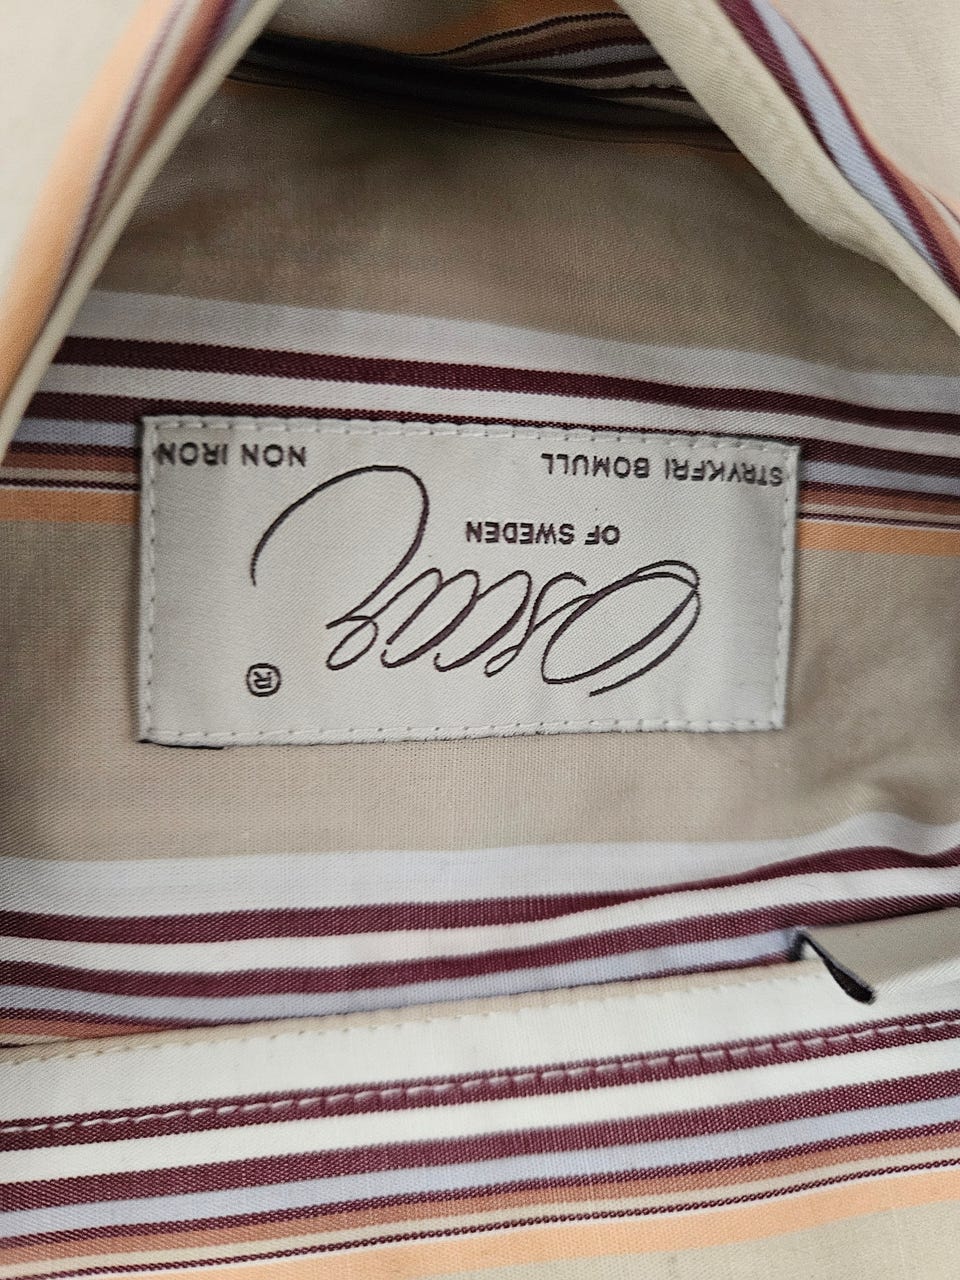 Oscar ®
OF SWEDEN
STRYKFRI BOMULL NON IRON